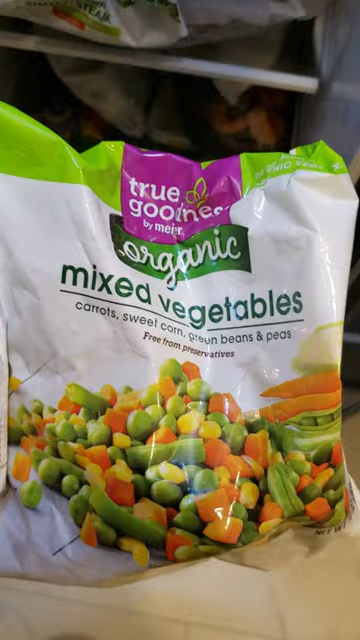 true
goodness
by meijer
organic
mixed vegetables
carrots, sweet corn, green beans & peas
Free from preservatives